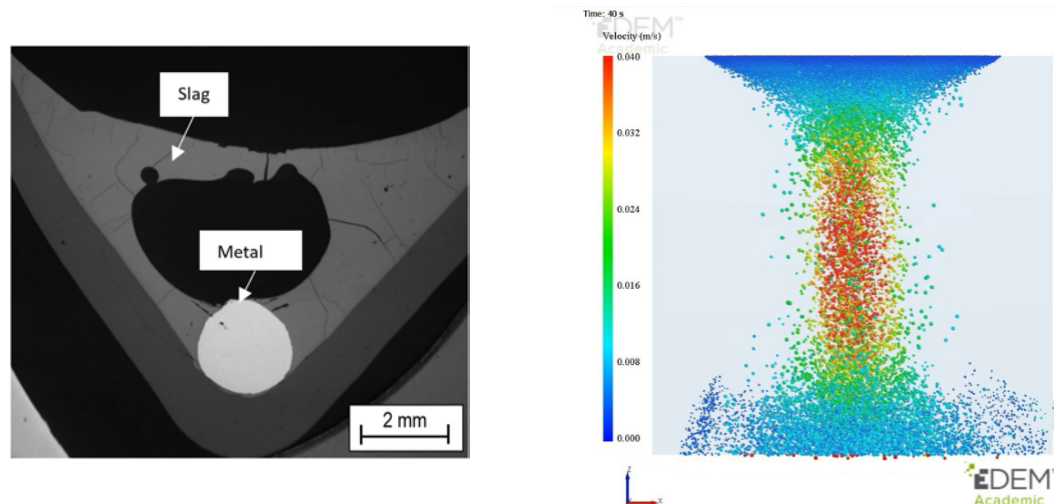 Slag
Metal
2 mm
Time: 40 s
EDEM™
Academic
Velocity (m/s)
0.040
0.032
0.024
0.016
0.008
0.000
z
x
EDEM
Academic